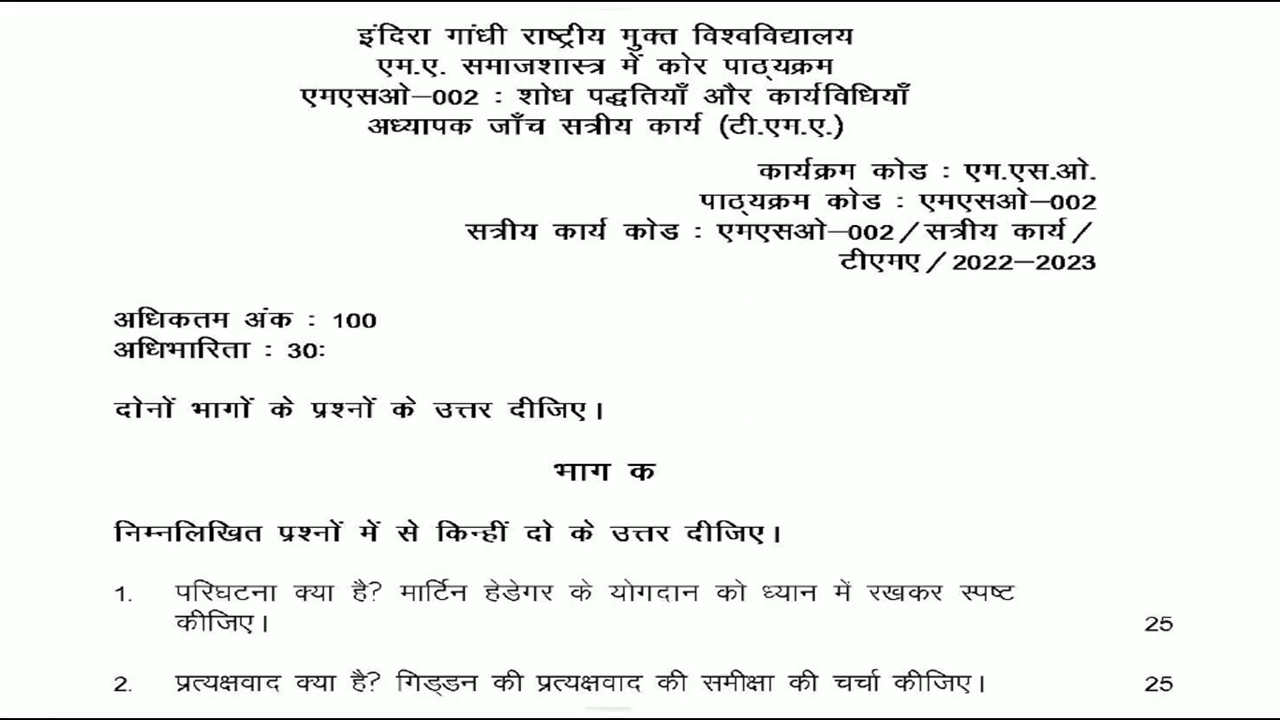 इंदिरा गांधी राष्ट्रीय मुक्त विश्वविद्यालय
एम.ए. समाजशास्त्र में कोर पाठ्यक्रम
एमएसओ–002 : शोध पद्धतियाँ और कार्यविधियाँ
अध्यापक जाँच सत्रीय कार्य (टी.एम.ए.)
कार्यक्रम कोड : एम.एस.ओ.
पाठ्यक्रम कोड : एमएसओ–002
सत्रीय कार्य कोड : एमएसओ–002/सत्रीय कार्य/
टीएमए/2022–2023
अधिकतम अंक : 100
अधिभारिता : 30:
दोनों भागों के प्रश्नों के उत्तर दीजिए।
भाग क
निम्नलिखित प्रश्नों में से किन्हीं दो के उत्तर दीजिए।
1. परिघटना क्या है? मार्टिन हेडेगर के योगदान को ध्यान में रखकर स्पष्ट
कीजिए। 25
2. प्रत्यक्षवाद क्या है? गिड्डन की प्रत्यक्षवाद की समीक्षा की चर्चा कीजिए। 25